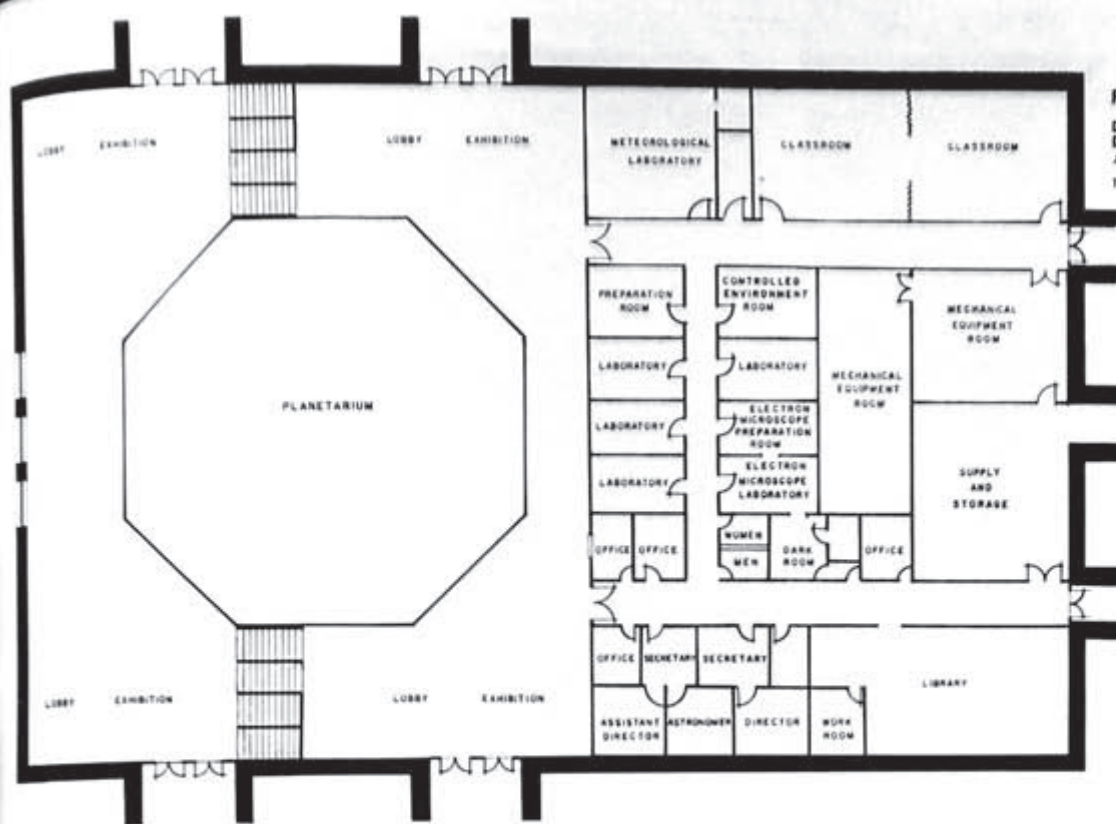 LOBBY EXHIBITION
LOBBY EXHIBITION
METEOROLOGICAL
LABORATORY
CLASSROOM
CLASSROOM
PREPARATION
ROOM
CONTROLLED
ENVIRONMENT
ROOM
MECHANICAL
EQUIPMENT
ROOM
LABORATORY
LABORATORY
MECHANICAL
EQUIPMENT
ROOM
PLANETARIUM
LABORATORY
ELECTRON
MICROSCOPE
PREPARATION
ROOM
LABORATORY
ELECTRON
MICROSCOPE
LABORATORY
SUPPLY
AND
STORAGE
OFFICE
OFFICE
WOMEN
MEN
DARK
ROOM
OFFICE
OFFICE
SECRETARY
SECRETARY
LIBRARY
LOBBY EXHIBITION
LOBBY EXHIBITION
ASSISTANT
DIRECTOR
ASTRONOMER
DIRECTOR
WORK
ROOM